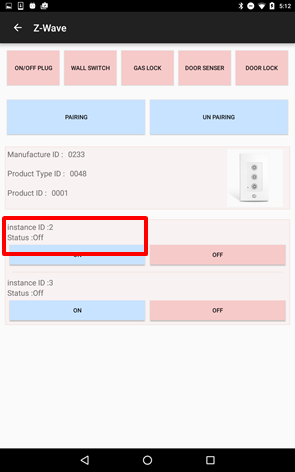 5:12
Z-Wave
ON/OFF PLUG WALL SWITCH GAS LOCK DOOR SENSER DOOR LOCK
PAIRING UN PAIRING
Manufacture ID : 0233
Product Type ID : 0048
Product ID : 0001
instance ID :2
Status :Off
ON OFF
instance ID :3
Status :Off
ON OFF